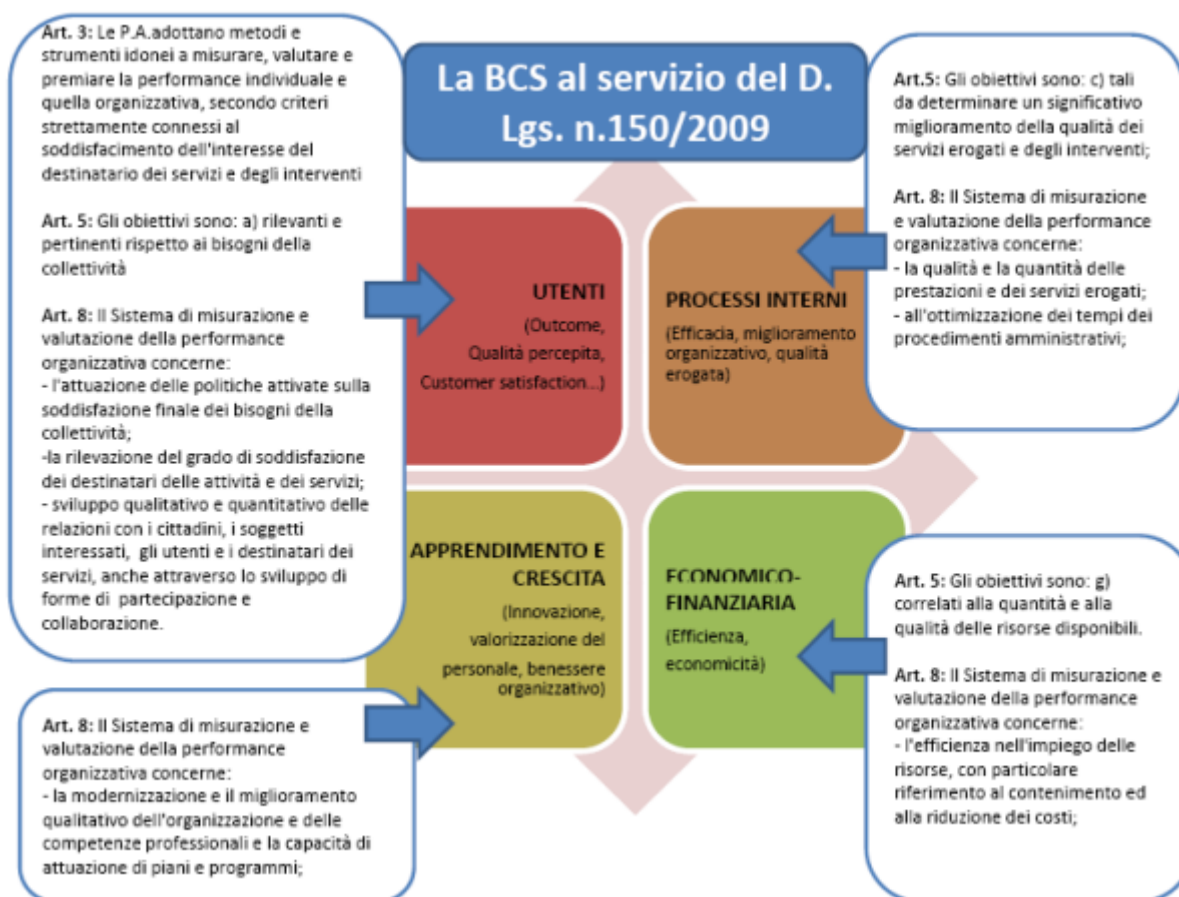 La BCS al servizio del D.
Lgs. n.150/2009
Art. 3: Le P.A.adottano metodi e
strumenti idonei a misurare, valutare e
premiare la performance individuale e
quella organizzativa, secondo criteri
strettamente connessi al
soddisfacimento dell'interesse del
destinatario dei servizi e degli interventi
Art. 5: Gli obiettivi sono: a) rilevanti e
pertinenti rispetto ai bisogni della
collettività
Art. 8: Il Sistema di misurazione e
valutazione della performance
organizzativa concerne:
- l'attuazione delle politiche attivate sulla
soddisfazione finale dei bisogni della
collettività;
-la rilevazione del grado di soddisfazione
dei destinatari delle attività e dei servizi;
- sviluppo qualitativo e quantitativo delle
relazioni con i cittadini, i soggetti
interessati, gli utenti e i destinatari dei
servizi, anche attraverso lo sviluppo di
forme di partecipazione e
collaborazione.
UTENTI
(Outcome,
Qualità percepita,
Customer satisfaction...)
PROCESSI INTERNI
(Efficacia, miglioramento
organizzativo, qualità
erogata)
Art.5: Gli obiettivi sono: c) tali
da determinare un significativo
miglioramento della qualità dei
servizi erogati e degli interventi;
Art. 8: Il Sistema di misurazione
e valutazione della performance
organizzativa concerne:
- la qualità e la quantità delle
prestazioni e dei servizi erogati;
- all'ottimizzazione dei tempi dei
procedimenti amministrativi;
APPRENDIMENTO E
CRESCITA
(Innovazione,
valorizzazione del
personale, benessere
organizzativo)
ECONOMICO-
FINANZIARIA
(Efficienza,
economicità)
Art. 8: Il Sistema di misurazione e
valutazione della performance
organizzativa concerne:
- la modernizzazione e il miglioramento
qualitativo dell'organizzazione e delle
competenze professionali e la capacità di
attuazione di piani e programmi;
Art. 5: Gli obiettivi sono: g)
correlati alla quantità e alla
qualità delle risorse disponibili.
Art. 8: Il Sistema di misurazione e
valutazione della performance
organizzativa concerne:
- l'efficienza nell'impiego delle
risorse, con particolare
riferimento al contenimento ed
alla riduzione dei costi;